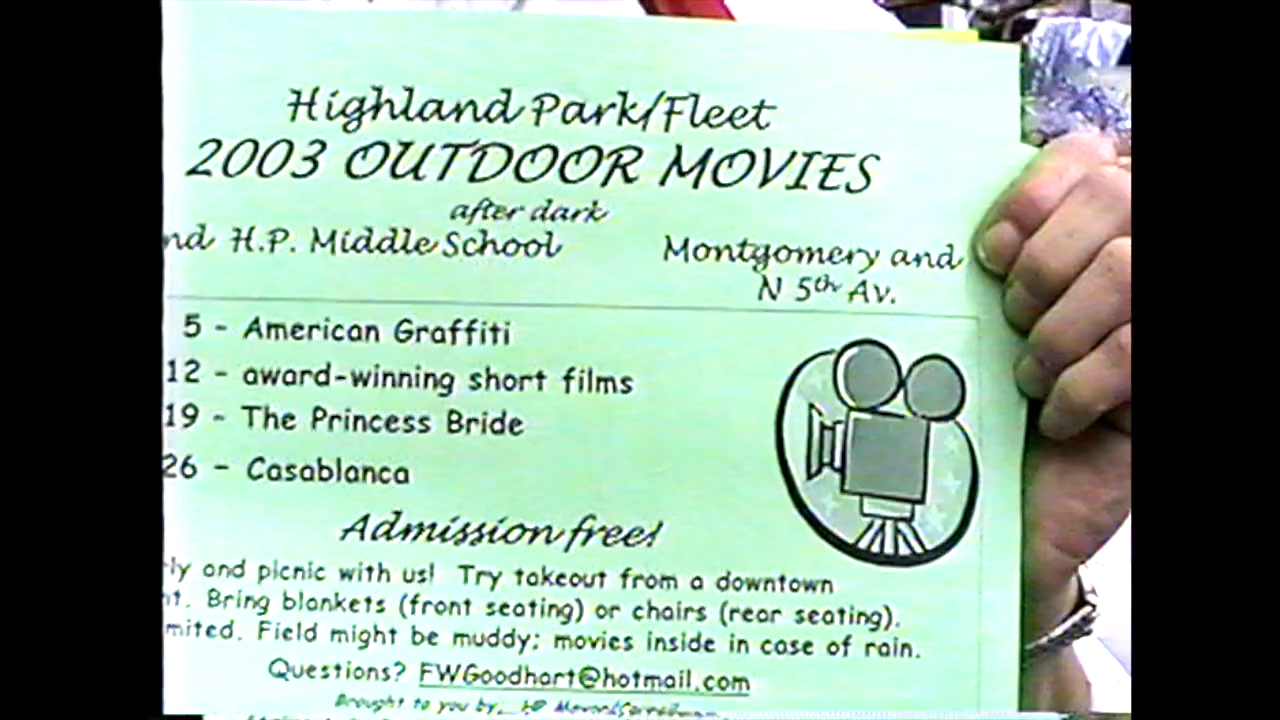 Highland Park/Fleet
2003 OUTDOOR MOVIES
after dark
nd H.P. Middle School
Montgomery and
N 5th Av.
5 - American Graffiti
12 - award-winning short films
19 - The Princess Bride
26 - Casablanca
Admission free!
ly and picnic with us! Try takeout from a downtown
nt. Bring blankets (front seating) or chairs (rear seating).
mited. Field might be muddy; movies inside in case of rain.
Questions? FWGoodhart@hotmail.com
Brought to you by